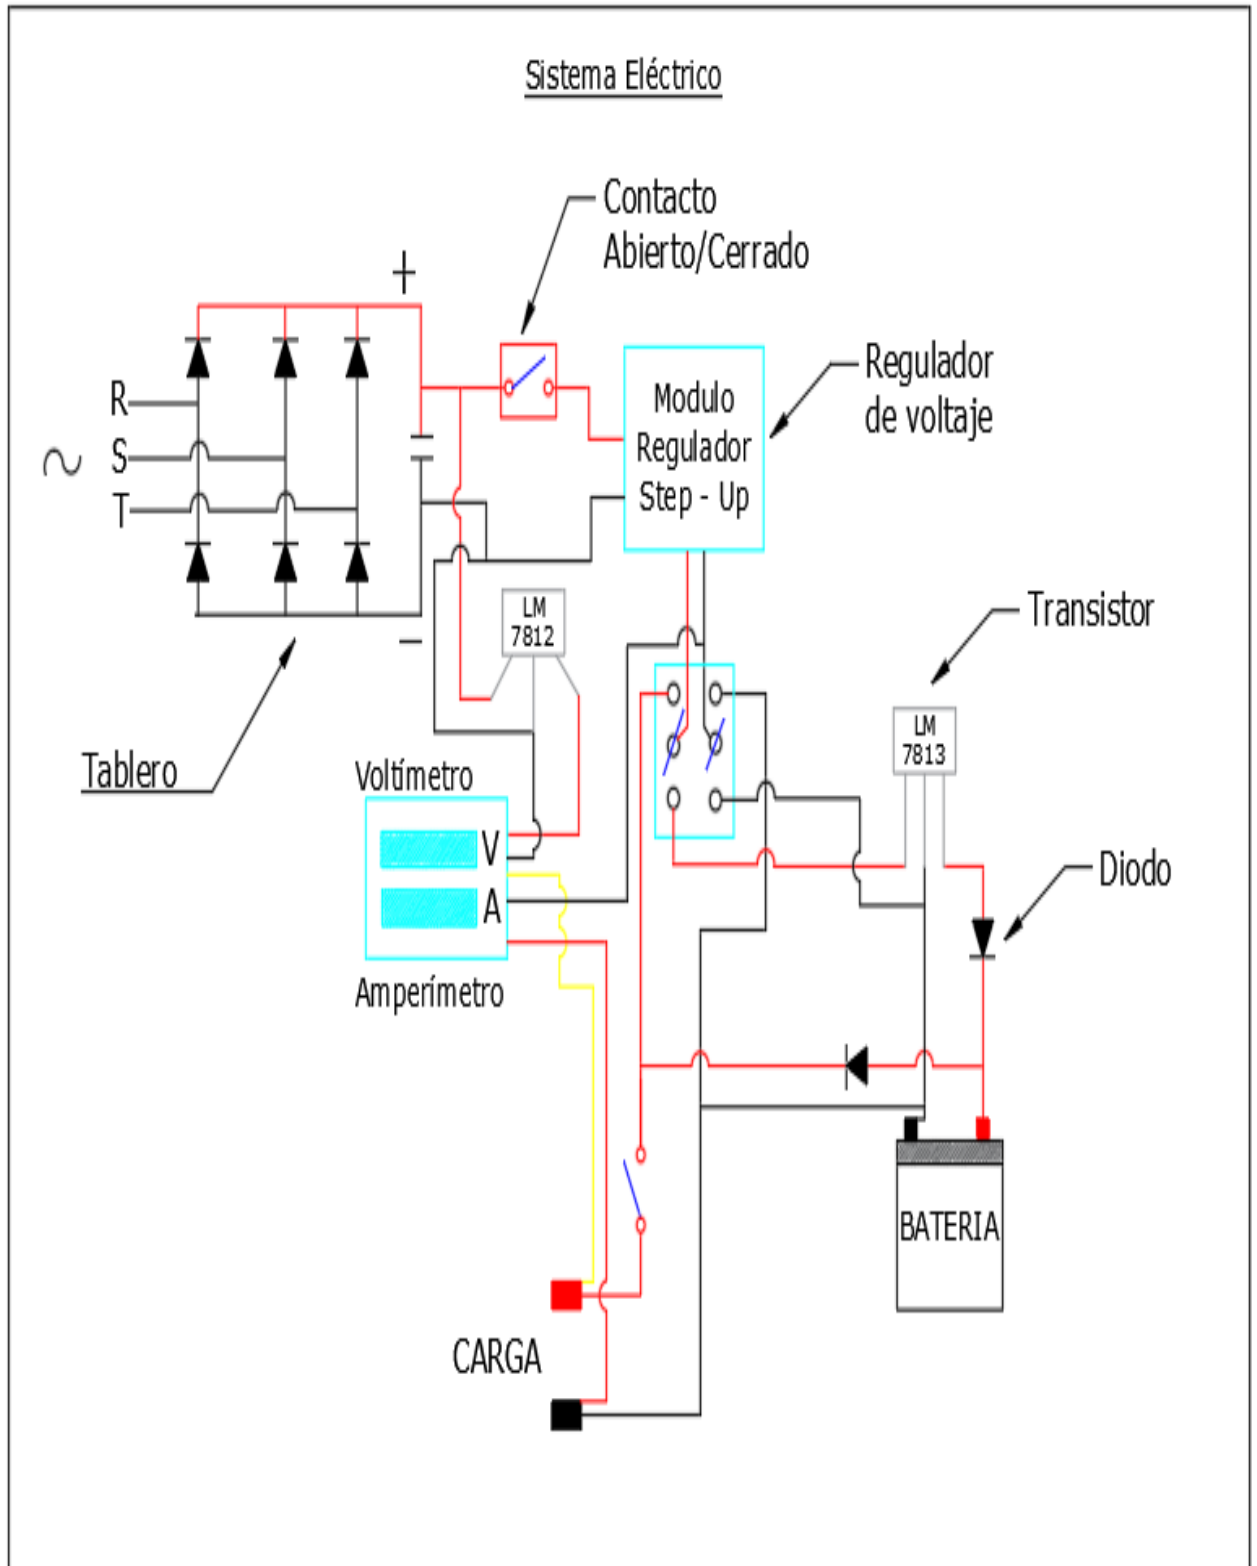 Sistema Eléctrico
Contacto
Abierto/Cerrado
+
Regulador
de voltaje
Modulo
Regulador
Step - Up
R
S
T
~
−
LM
7812
Transistor
LM
7813
Tablero
Voltímetro
V
A
Amperímetro
Diodo
BATERIA
CARGA